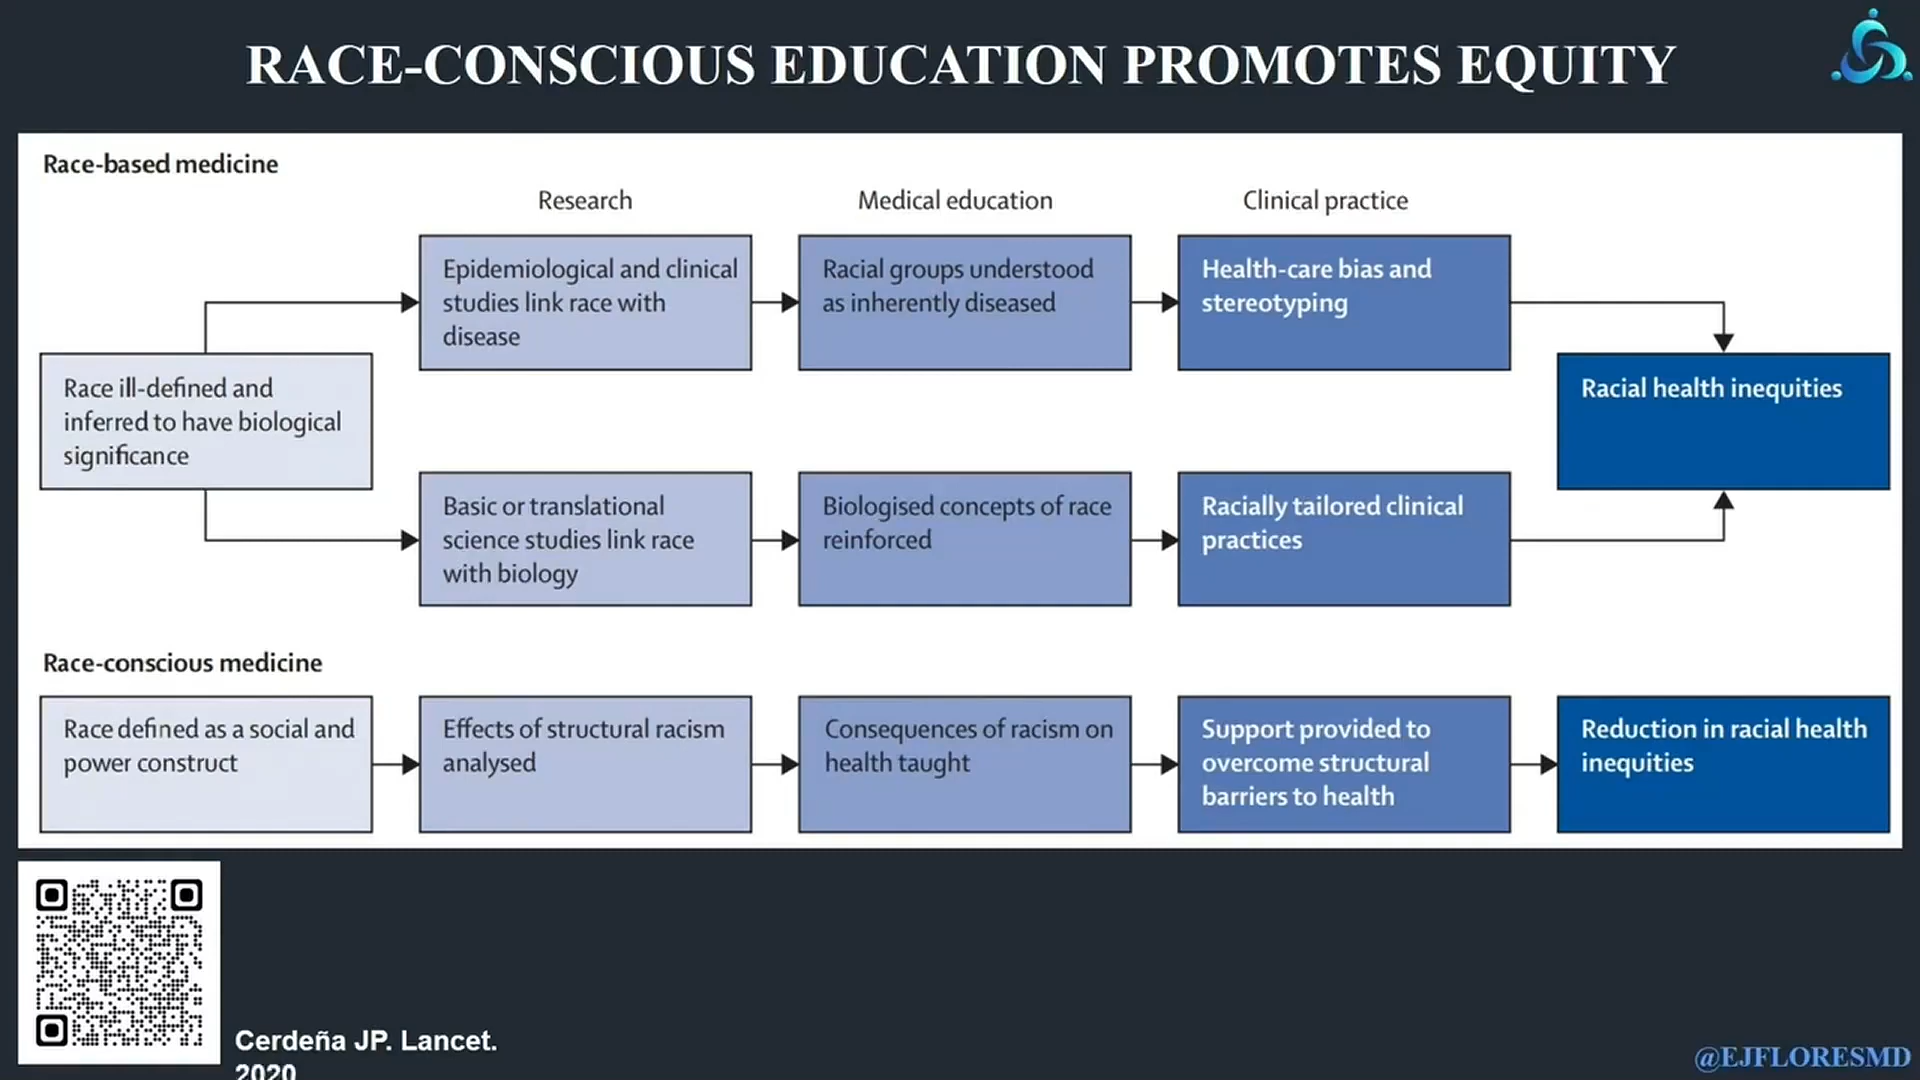 RACE-CONSCIOUS EDUCATION PROMOTES EQUITY
Race-based medicine
Research
Medical education
Clinical practice
Epidemiological and clinical
studies link race with
disease
Racial groups understood
as inherently diseased
Health-care bias and
stereotyping
Race ill-defined and
inferred to have biological
significance
Racial health inequities
Basic or translational
science studies link race
with biology
Biologised concepts of race
reinforced
Racially tailored clinical
practices
Race-conscious medicine
Race defined as a social and
power construct
Effects of structural racism
analysed
Consequences of racism on
health taught
Support provided to
overcome structural
barriers to health
Reduction in racial health
inequities
Cerdeña JP. Lancet.
2020
@EJFLORESMD